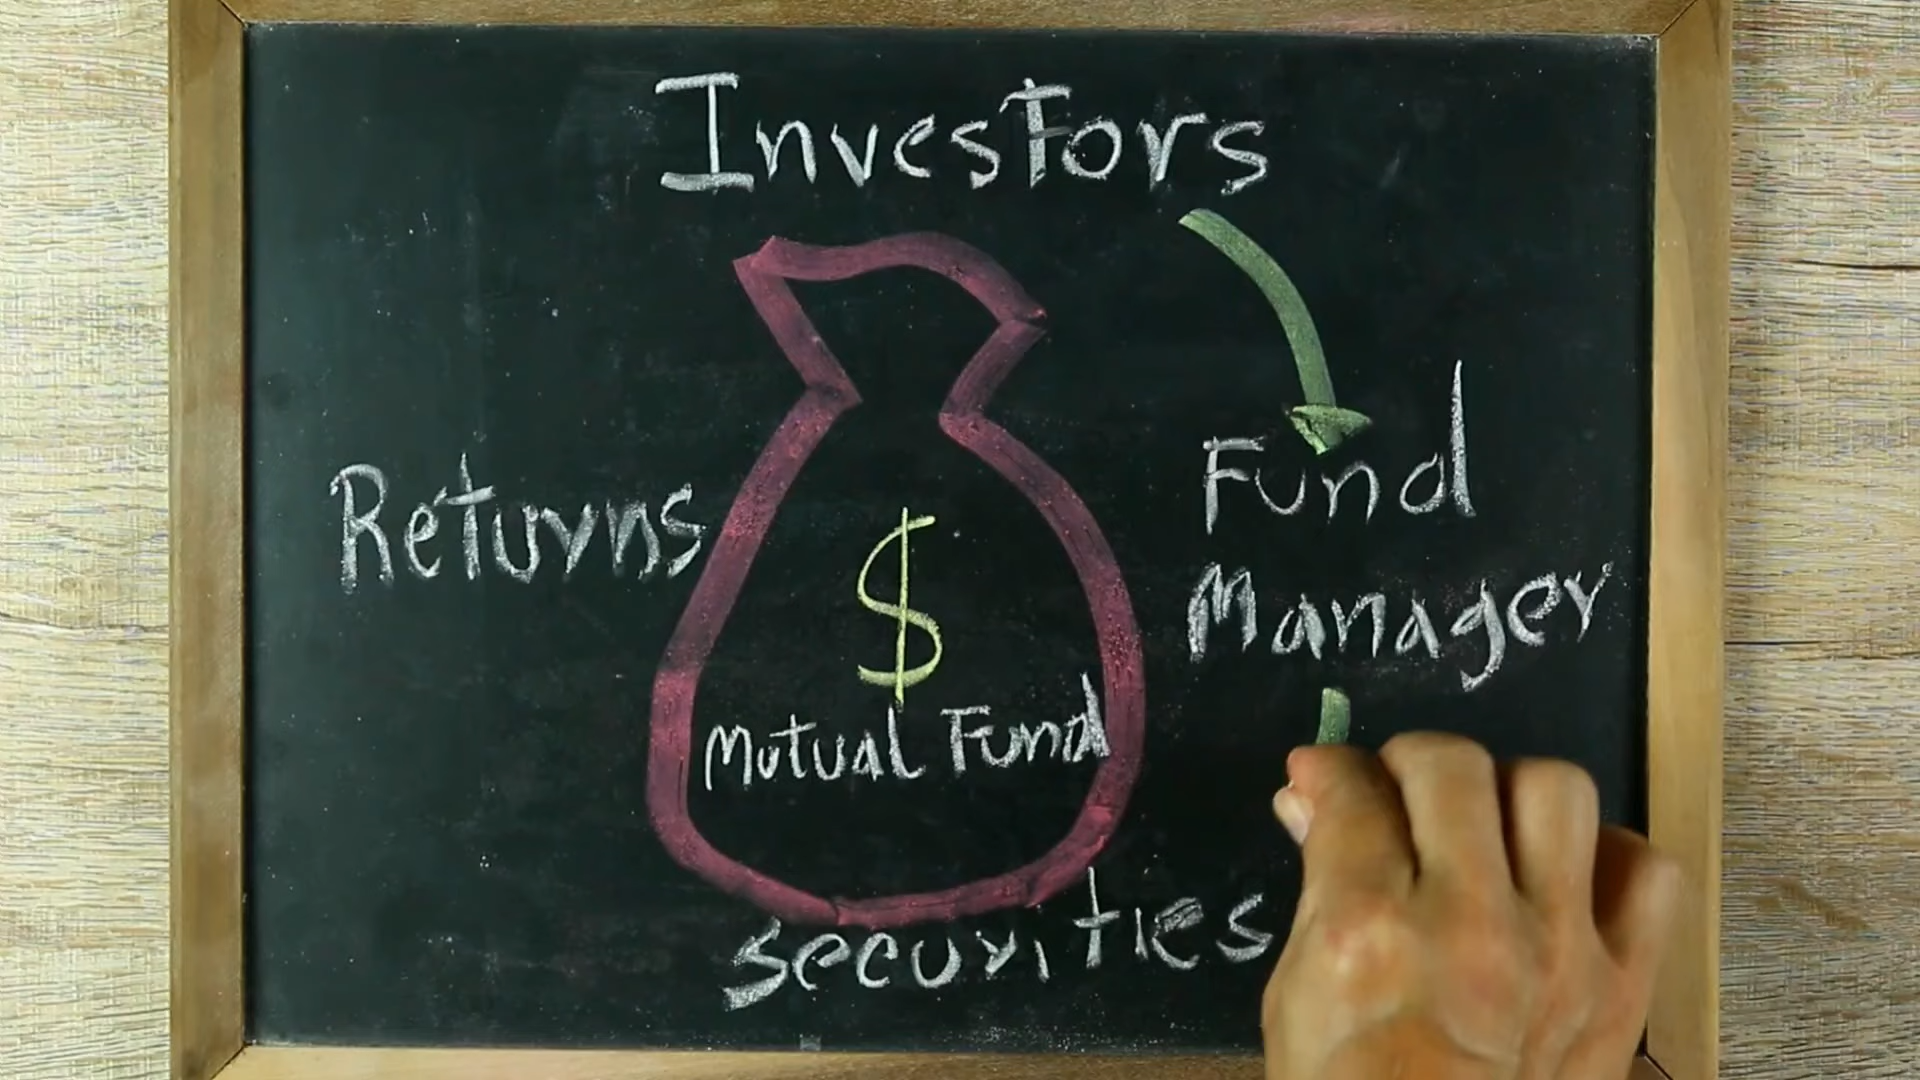 Investors
Fund
Manager
Returns
$
Mutual Fund
securities